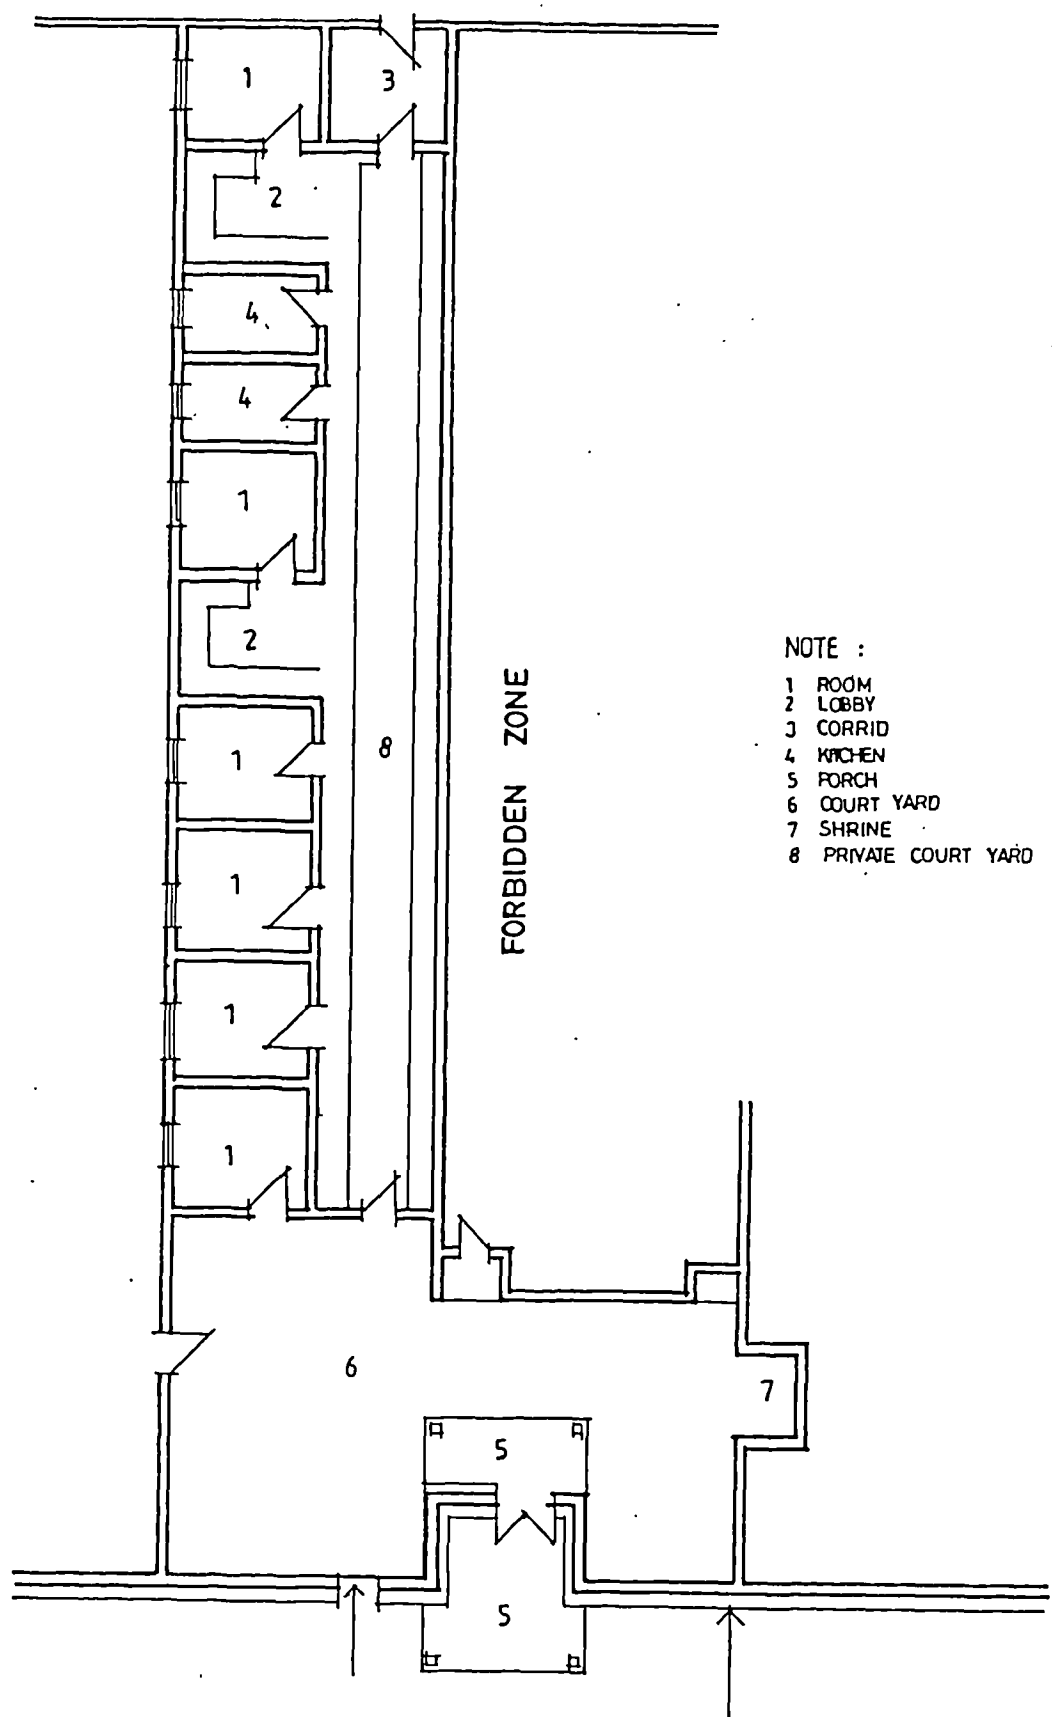 1
3
2
4
4
1
2
1
8
1
1
1
FORBIDDEN ZONE
NOTE :
1 ROOM
2 LOBBY
3 CORRID
4 KITCHEN
5 PORCH
6 COURT YARD
7 SHRINE
8 PRIVATE COURT YARD
6
7
5
5